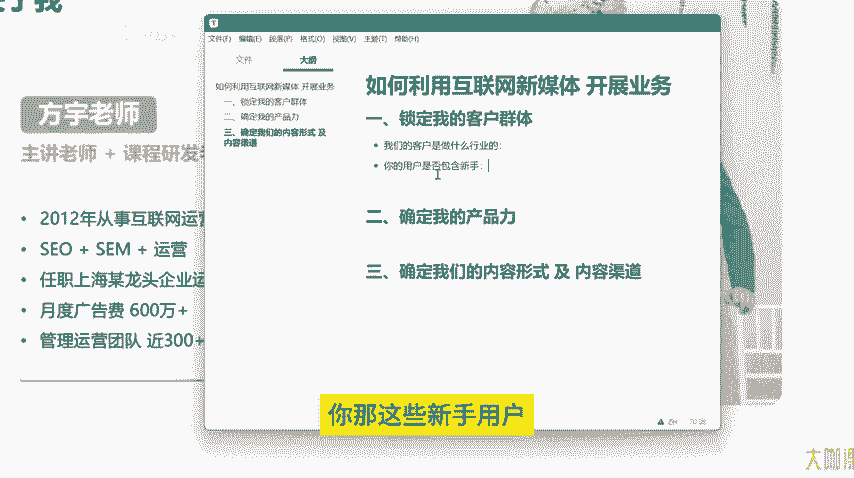 方宇老师
主讲老师 + 课程研发
2012年从事互联网运营
SEO + SEM + 运营
任职上海某龙头企业运
月度广告费 600万+
管理运营团队 近300+
文件(F) 编辑(E) 段落(P) 格式(O) 视图(V) 主题(T) 帮助(H)
文件 大纲
如何利用互联网新媒体 开展业务
一、锁定我的客户群体
二、确定我的产品力
三、确定我们的内容形式 及
内容渠道
如何利用互联网新媒体 开展业务
一、锁定我的客户群体
我们的客户是做什么行业的：
你的用户是否包含新手：
二、确定我的产品力
三、确定我们的内容形式 及 内容渠道
你那这些新手用户
大咖课